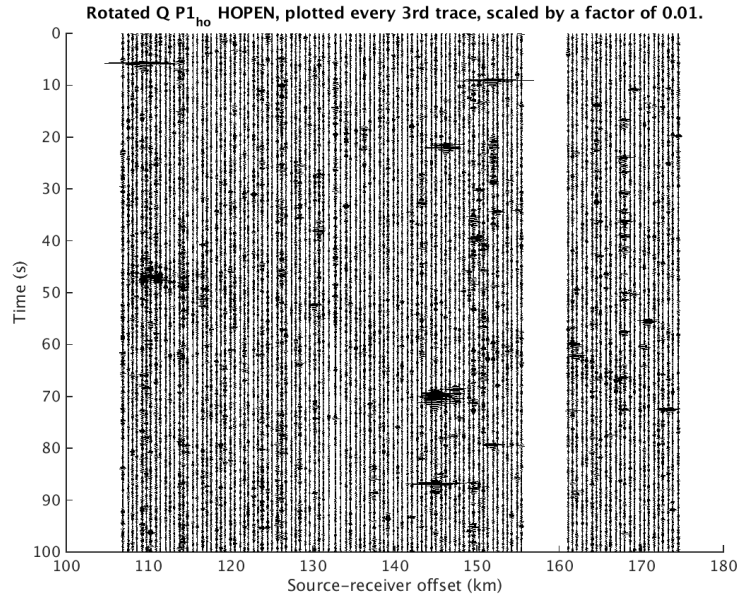 Rotated Q P1ho HOPEN, plotted every 3rd trace, scaled by a factor of 0.01.
0
10
20
30
40
50
60
70
80
90
100
Time (s)
100 110 120 130 140 150 160 170 180
Source-receiver offset (km)